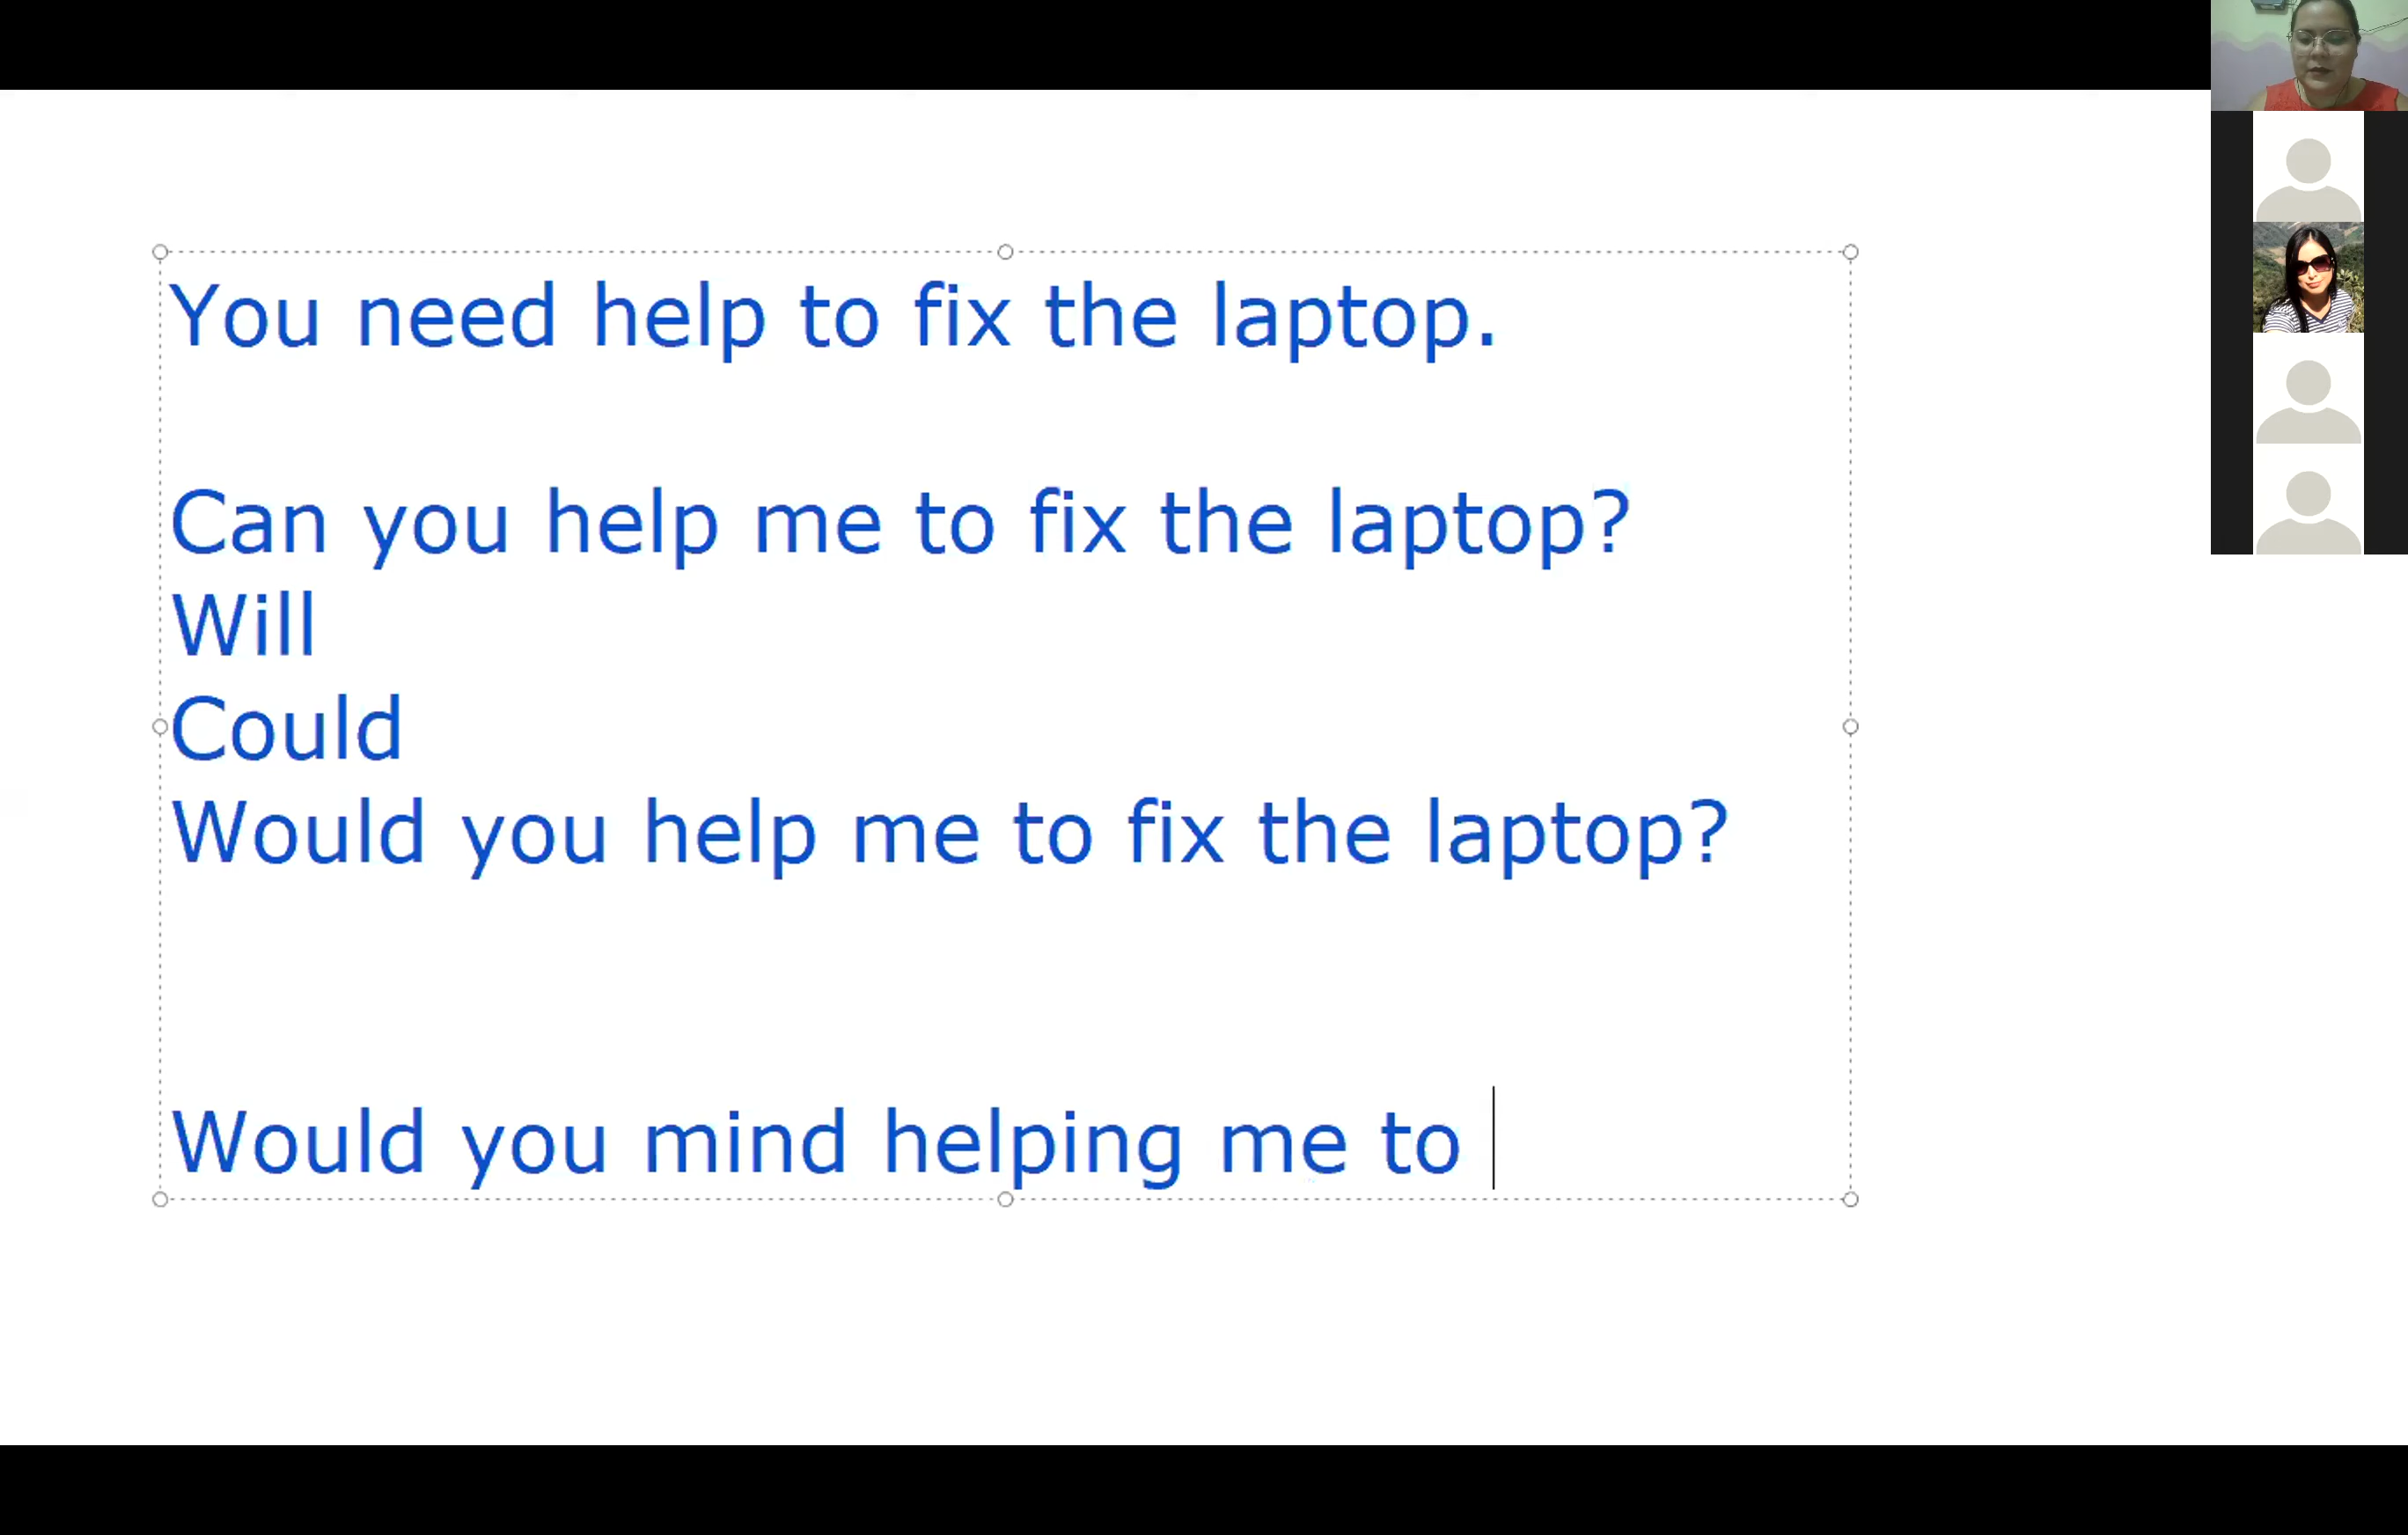 You need help to fix the laptop.
Can you help me to fix the laptop?
Will
Could
Would you help me to fix the laptop?
Would you mind helping me to